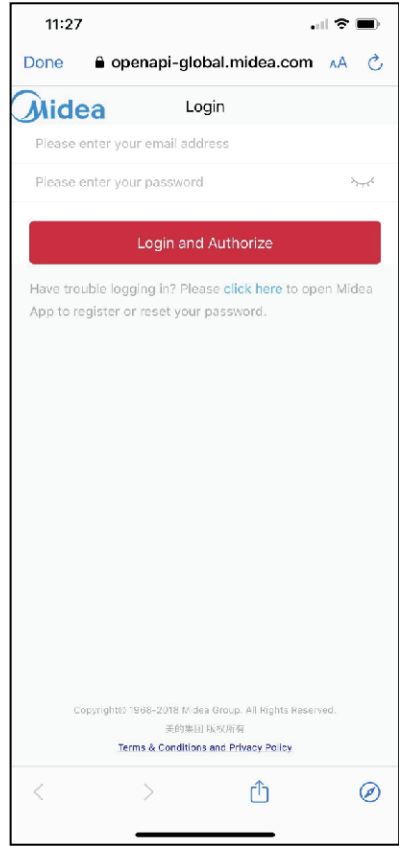 11:27
Done openapi-global.midea.com AA
Midea Login
Please enter your email address
Please enter your password
Login and Authorize
Have trouble logging in? Please click here to open Midea
App to register or reset your password.
Copyright© 1968-2018 Midea Group. All Rights Reserved.
美的集团 版权所有
Terms & Conditions and Privacy Policy